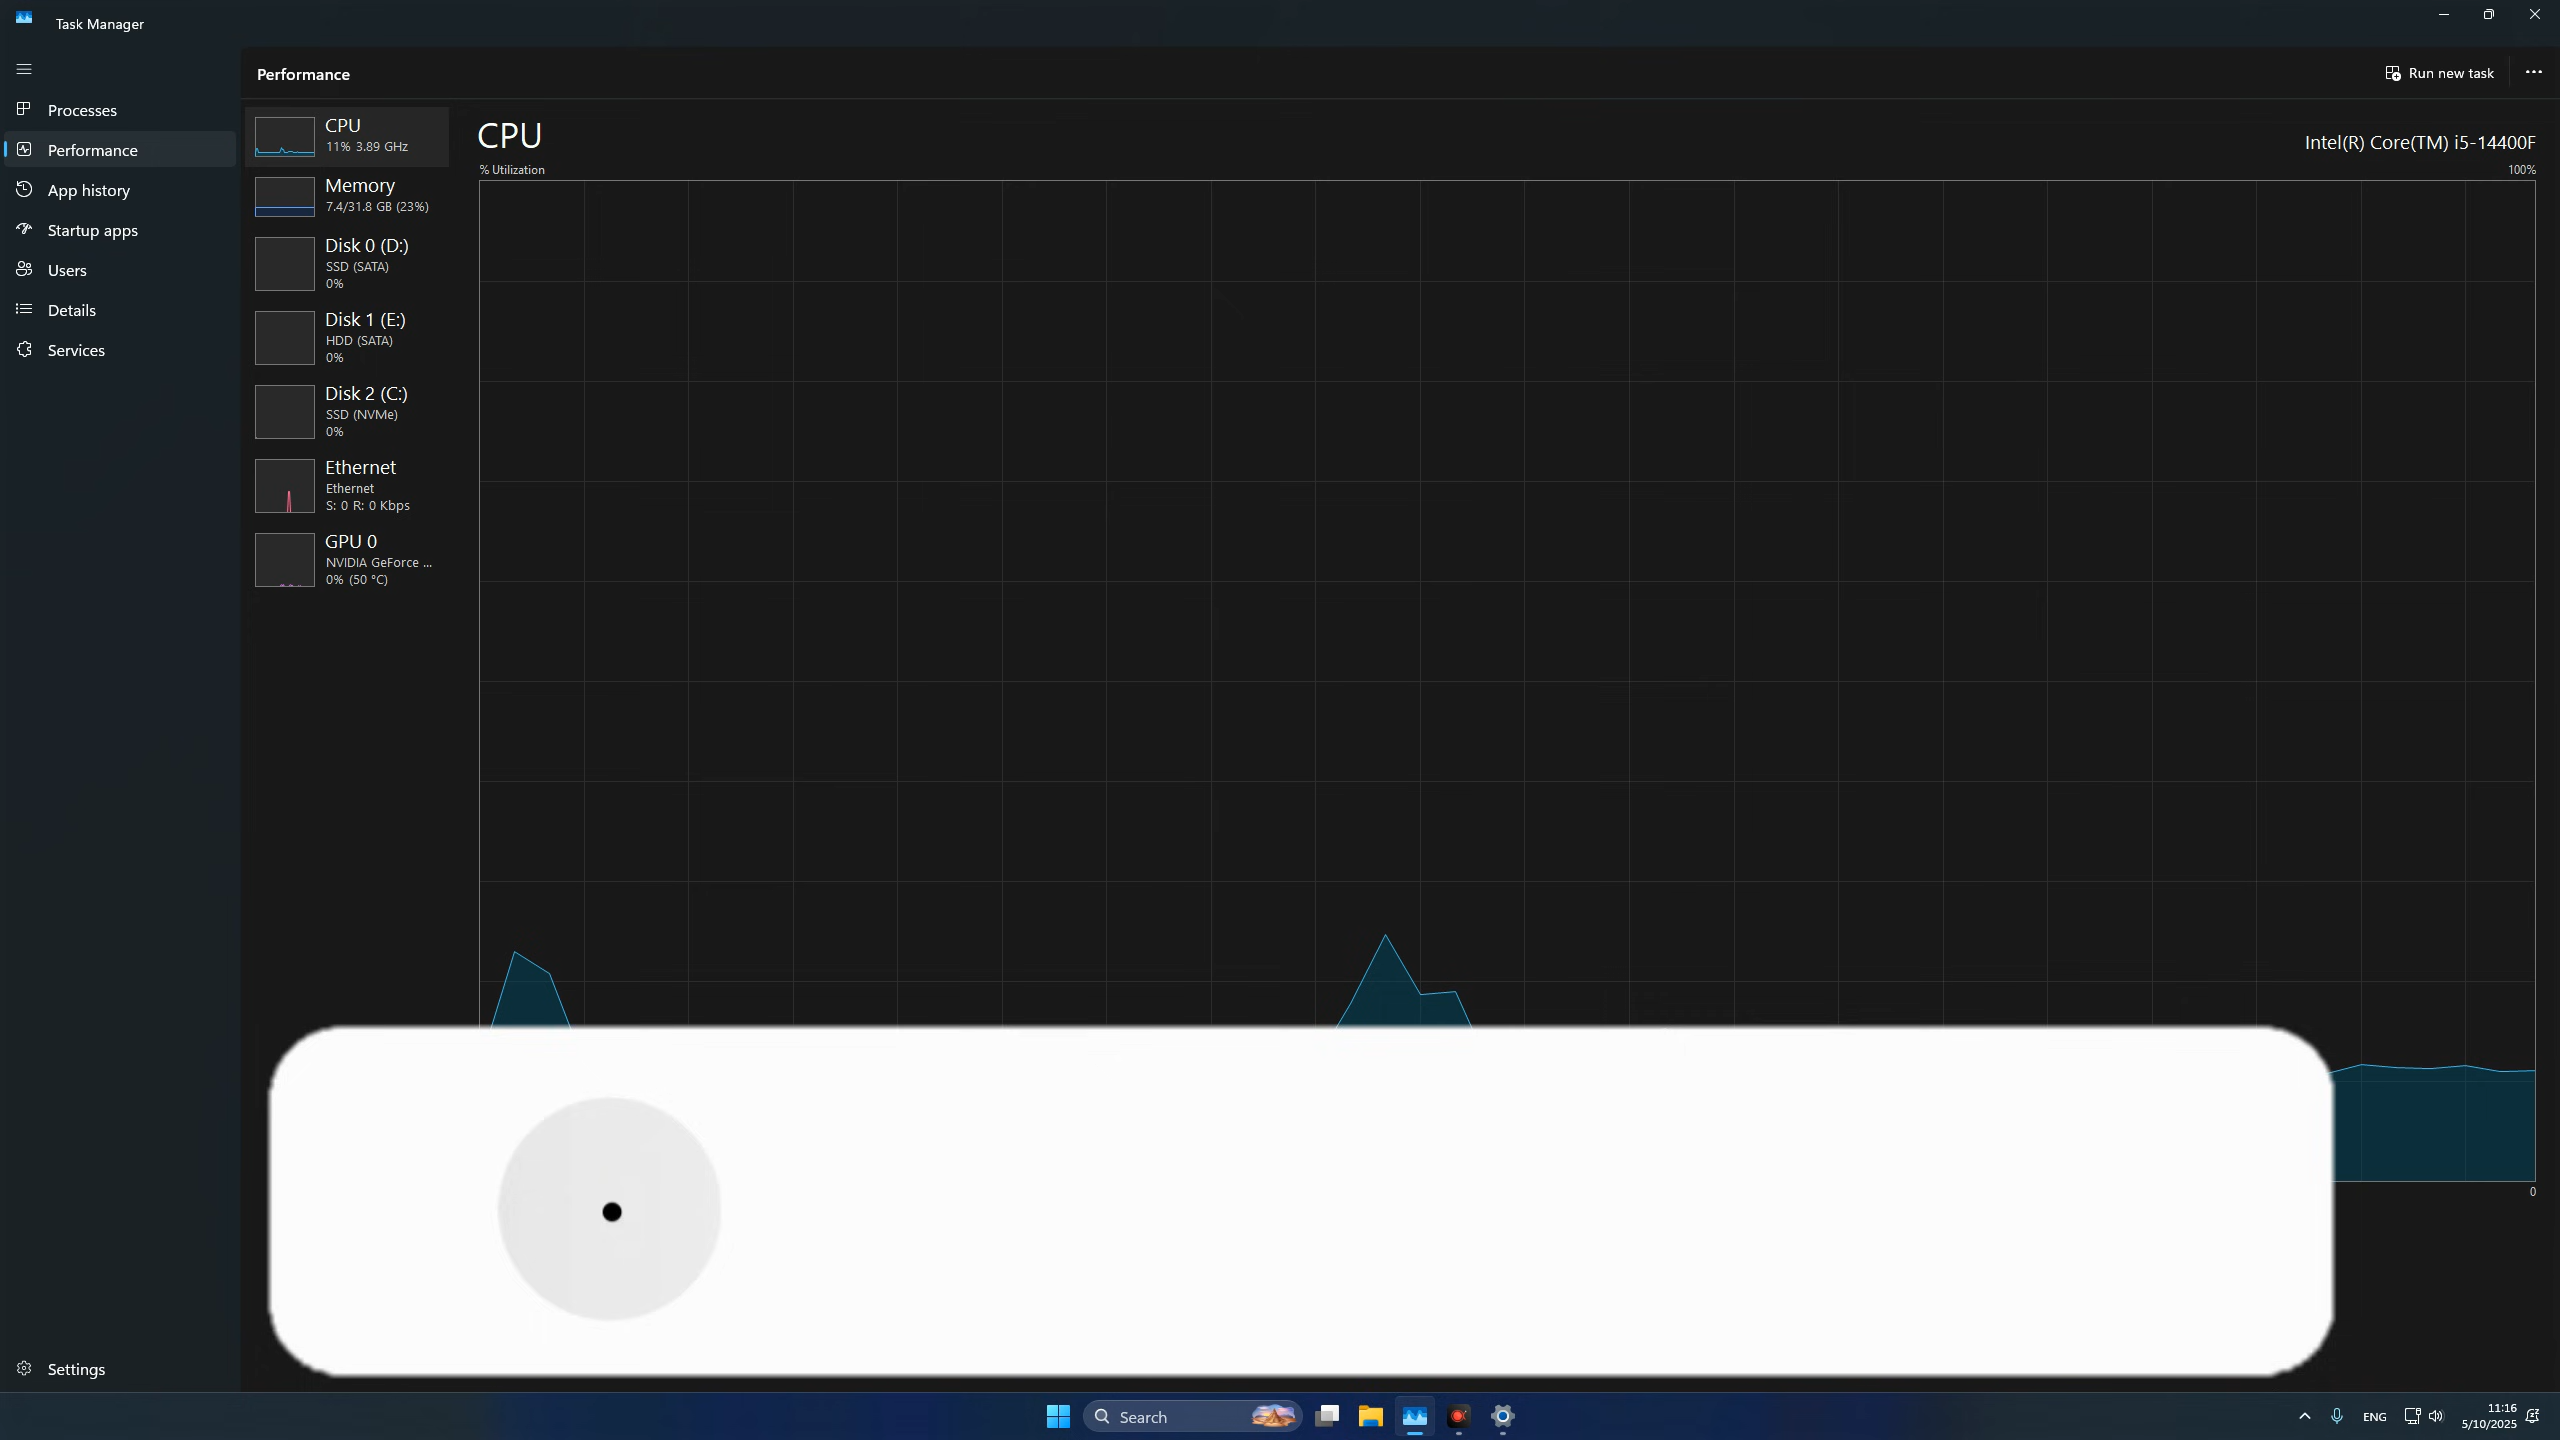 Task Manager
Performance
Run new task
Processes
Performance
App history
Startup apps
Users
Details
Services
Settings
CPU
11% 3.89 GHz
Memory
7.4/31.8 GB (23%)
Disk 0 (D:)
SSD (SATA)
0%
Disk 1 (E:)
HDD (SATA)
0%
Disk 2 (C:)
SSD (NVMe)
0%
Ethernet
Ethernet
S: 0 R: 0 Kbps
GPU 0
NVIDIA GeForce ...
0% (50 °C)
CPU
Intel(R) Core(TM) i5-14400F
% Utilization
100%
0
Search
ENG
11:16
5/10/2025